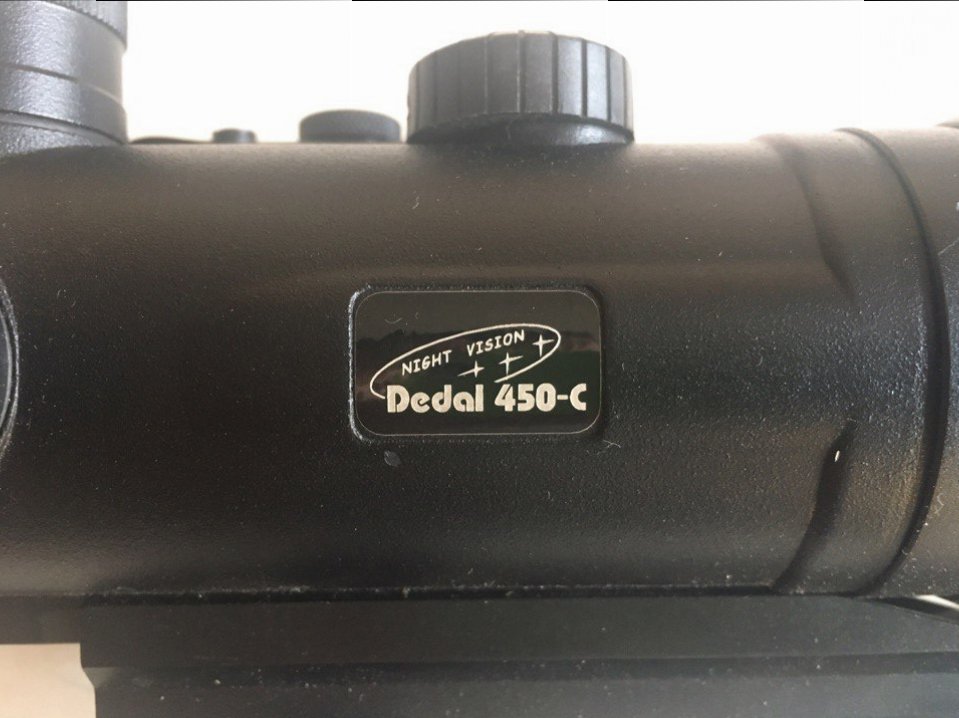 NIGHT VISION
Dedal 450-C